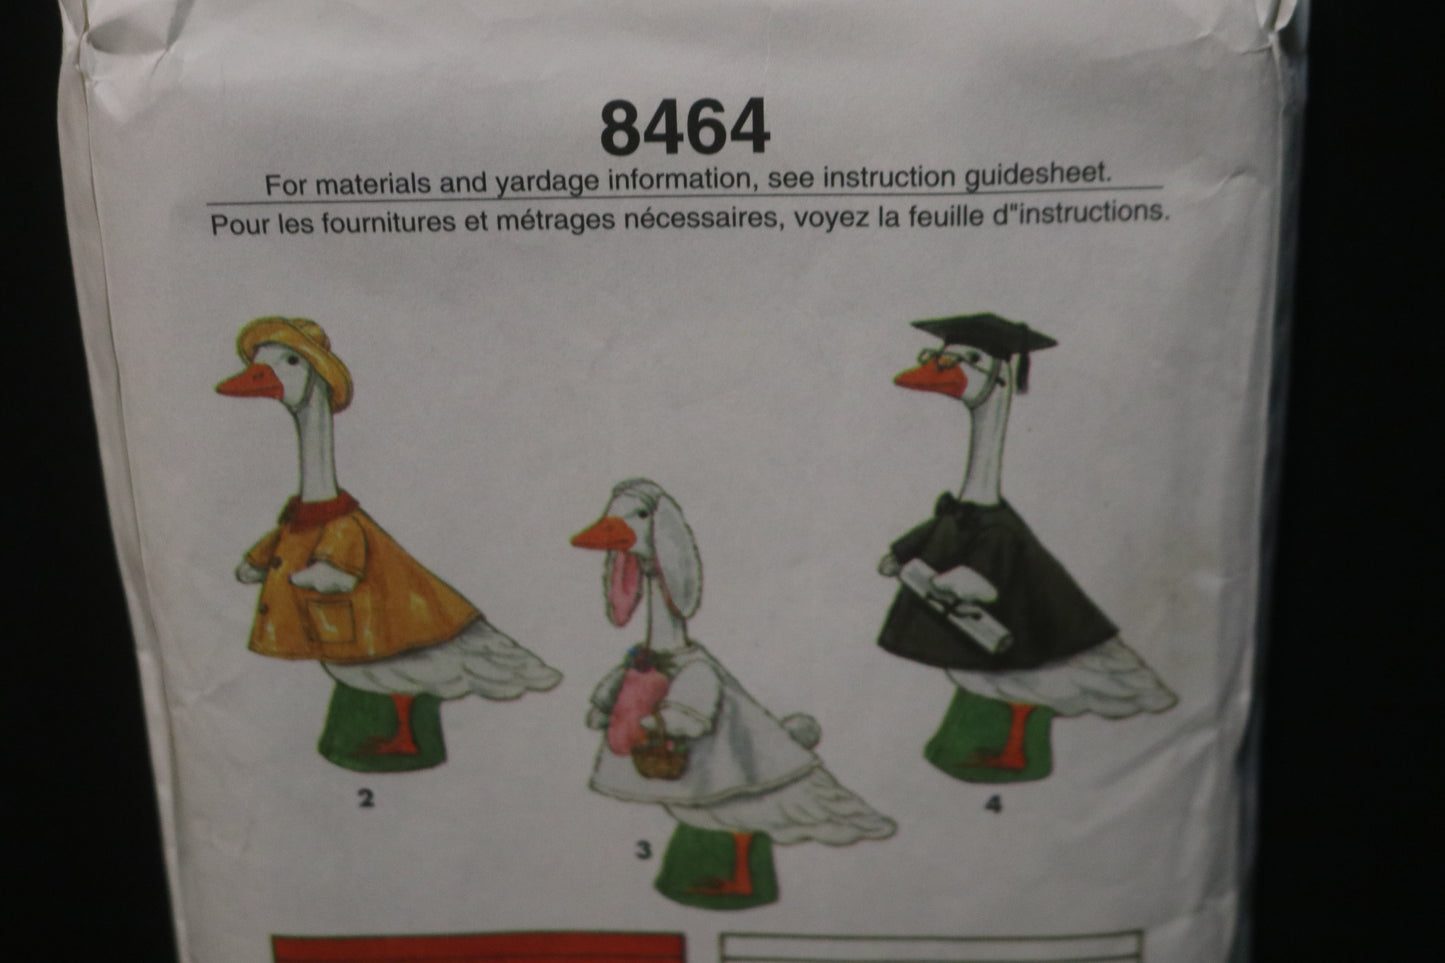 8464
For materials and yardage information, see instruction guidesheet.
Pour les fournitures et métrages nécessaires, voyez la feuille d"instructions.
2
3
4